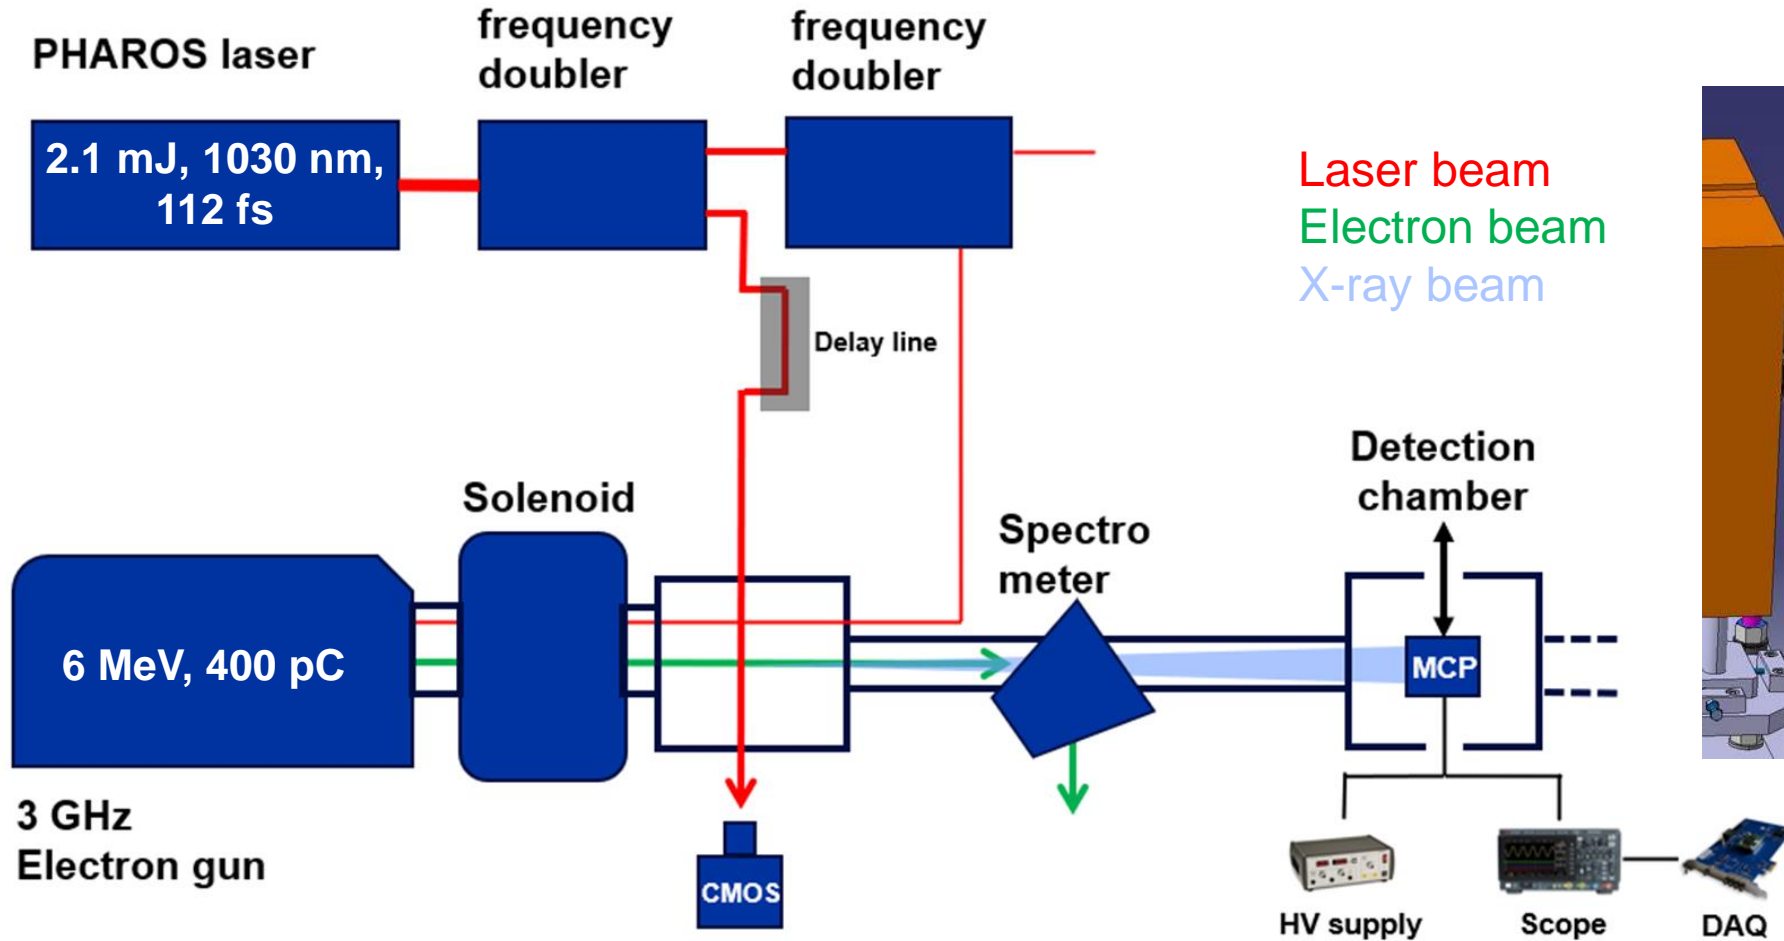 PHAROS laser
frequency
doubler
frequency
doubler
2.1 mJ, 1030 nm,
112 fs
Laser beam
Electron beam
X-ray beam
Delay line
Detection
chamber
Solenoid
Spectro
meter
6 MeV, 400 pC
MCP
3 GHz
Electron gun
CMOS
HV supply
Scope
DAQ